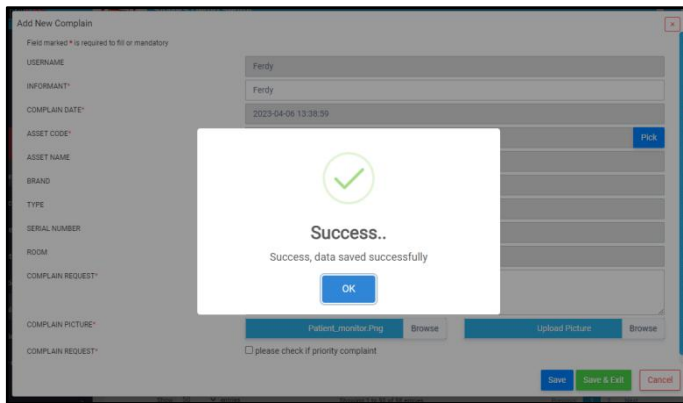 Add New Complain
×
Field marked * is required to fill or mandatory
USERNAME
Ferdy
INFORMANT*
Ferdy
COMPLAIN DATE*
2023-04-06 13:38:59
ASSET CODE*
Pick
ASSET NAME
BRAND
TYPE
SERIAL NUMBER
ROOM
Success..
Success, data saved successfully
OK
COMPLAIN REQUEST*
COMPLAIN PICTURE*
Patient_monitor.Png Browse Upload Picture Browse
COMPLAIN REQUEST*
please check if priority complaint
Save Save & Exit Cancel